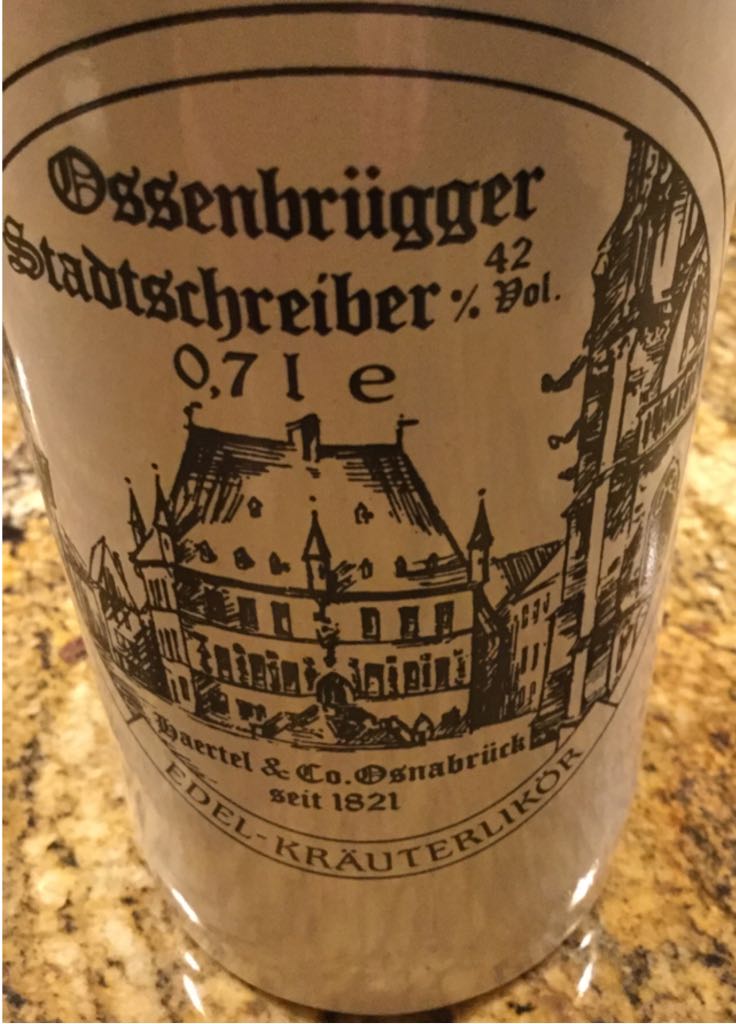 Ossenbrügger
Stadtschreiber 42 % Vol.
0,7 l e
Haertel & Co. Osnabrück
seit 1821
EDEL-KRÄUTERLIKÖR